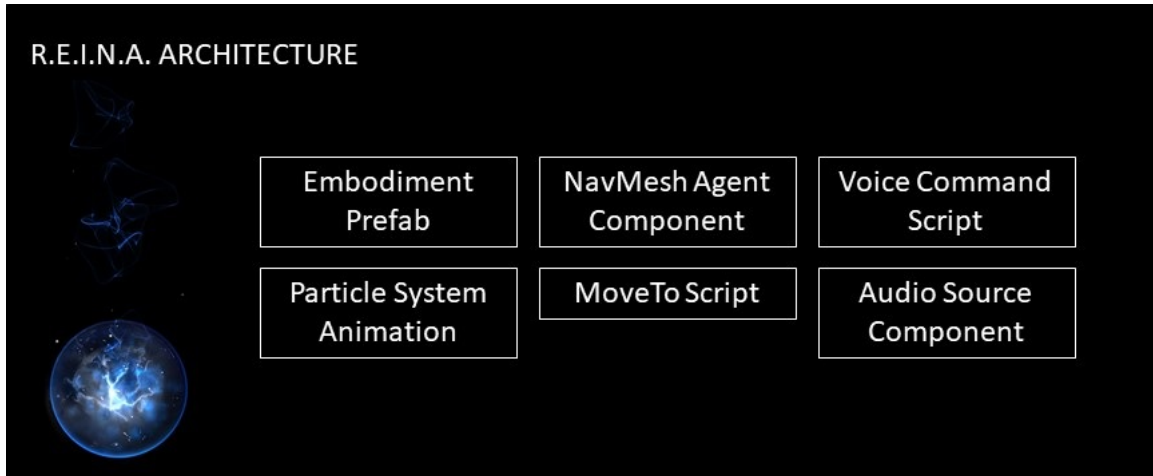 R.E.I.N.A. ARCHITECTURE
Embodiment
Prefab
NavMesh Agent
Component
Voice Command
Script
Particle System
Animation
MoveTo Script
Audio Source
Component